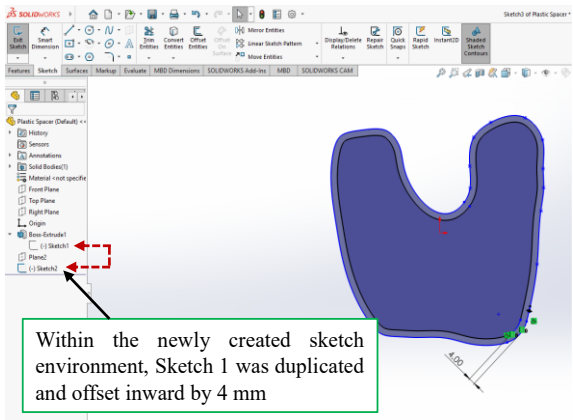 SOLIDWORKS
Sketch3 of Plastic Spacer *
Exit Sketch
Smart Dimension
Trim Entities
Convert Entities
Offset Entities
Offset On Surface
Mirror Entities
Linear Sketch Pattern
Move Entities
Display/Delete Relations
Repair Sketch
Quick Snaps
Rapid Sketch
Instant2D
Shaded Sketch Contours
Features Sketch Surfaces Markup Evaluate MBD Dimensions SOLIDWORKS Add-Ins MBD SOLIDWORKS CAM
Plastic Spacer (Default) <<
History
Sensors
Annotations
Solid Bodies(1)
Material <not specifie
Front Plane
Top Plane
Right Plane
Origin
Boss-Extrude1
(-) Sketch1
Plane2
(-) Sketch2
4.00
Within the newly created sketch
environment, Sketch 1 was duplicated
and offset inward by 4 mm